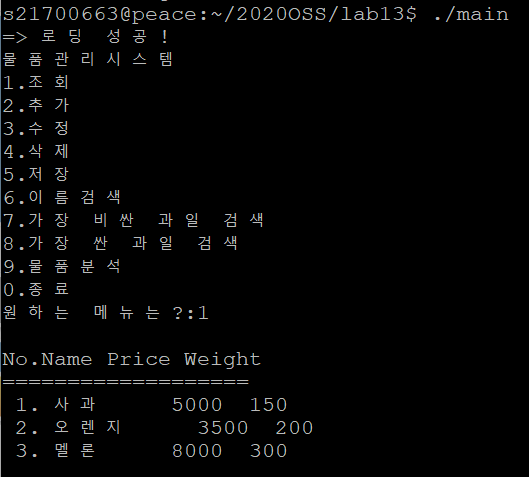 s21700663@peace:~/2020OSS/lab13$ ./main
=> 로딩 성공!
물품관리시스템
1.조회
2.추가
3.수정
4.삭제
5.저장
6.이름검색
7.가장 비싼 과일 검색
8.가장 싼 과일 검색
9.물품분석
0.종료
원하는 메뉴는?:1
No.Name Price Weight
===================
1. 사과 5000 150
2. 오렌지 3500 200
3. 멜론 8000 300